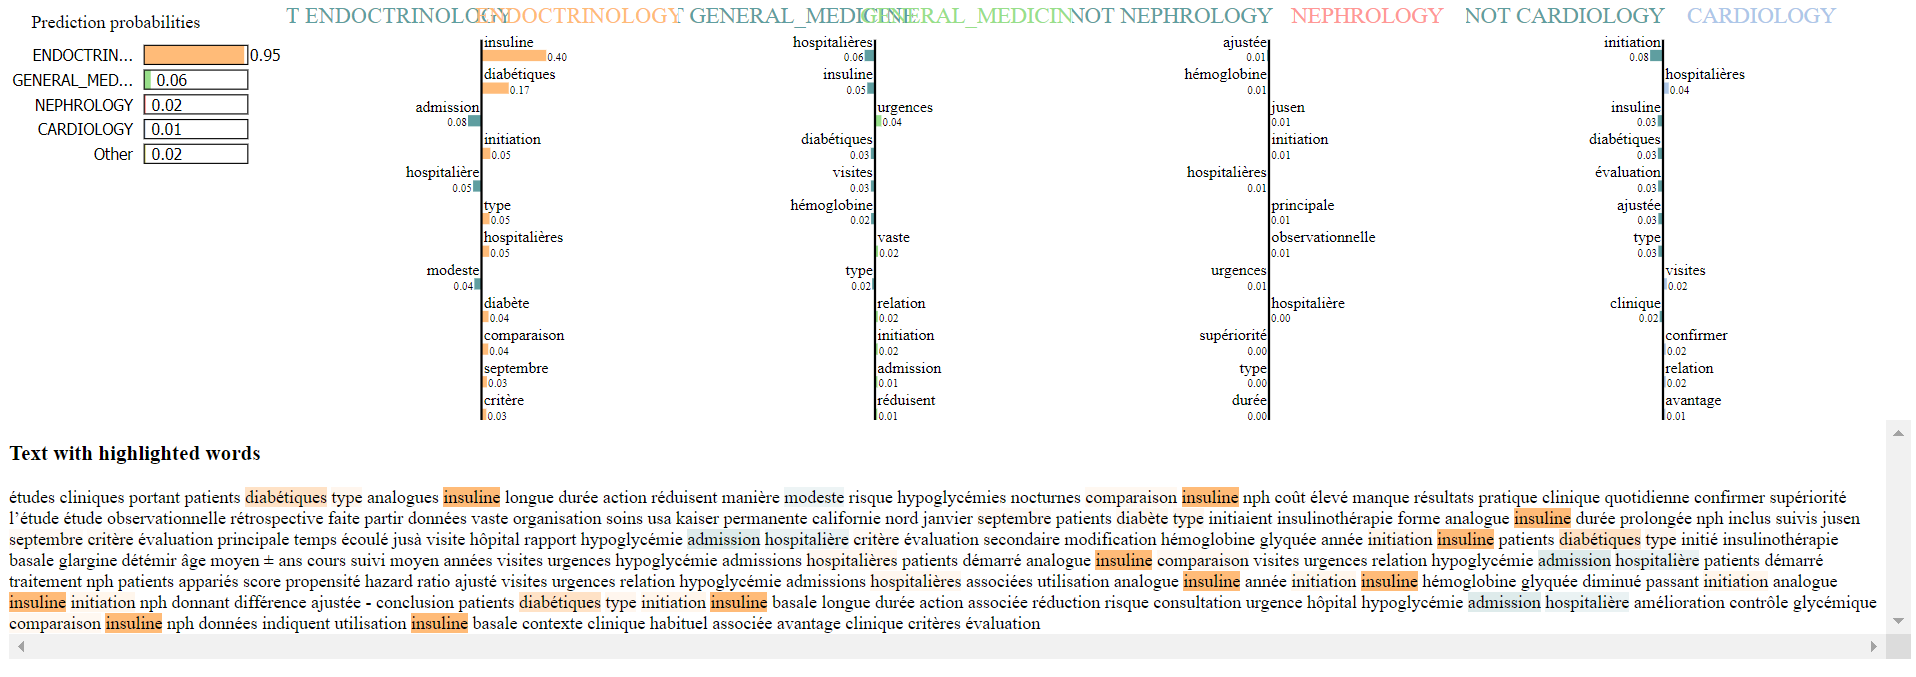 Prediction probabilities
ENDOCTRIN... 0.95
GENERAL_MED... 0.06
NEPHROLOGY 0.02
CARDIOLOGY 0.01
Other 0.02
T ENDOCTRINOLOGY ENDOCTRINOLOGY
insuline
0.40
diabétiques
0.17
admission
0.08
initiation
0.05
hospitalière
0.05
type
0.05
hospitalières
0.05
modeste
0.04
diabète
0.04
comparaison
0.04
septembre
0.03
critère
0.03
T GENERAL_MEDICINE GENERAL_MEDICIN
hospitalières
0.06
insuline
0.05
urgences
0.04
diabétiques
0.03
visites
0.03
hémoglobine
0.02
vaste
0.02
type
0.02
relation
0.02
initiation
0.02
admission
0.01
réduisent
0.01
NOT NEPHROLOGY NEPHROLOGY
ajustée
0.01
hémoglobine
0.01
jusen
0.01
initiation
0.01
hospitalières
0.01
principale
0.01
observationnelle
0.01
urgences
0.01
hospitalière
0.00
supériorité
0.00
type
0.00
durée
0.00
NOT CARDIOLOGY CARDIOLOGY
initiation
0.08
hospitalières
0.04
insuline
0.03
diabétiques
0.03
évaluation
0.03
ajustée
0.03
type
0.03
visites
0.02
clinique
0.02
confirmer
0.02
relation
0.02
avantage
0.01
Text with highlighted words
études cliniques portant patients diabétiques type analogues insuline longue durée action réduisent manière modeste risque hypoglycémies nocturnes comparaison insuline nph coût élevé manque résultats pratique clinique quotidienne confirmer supériorité
l’étude étude observationnelle rétrospective faite partir données vaste organisation soins usa kaiser permanente californie nord janvier septembre patients diabète type initiaient insulinothérapie forme analogue insuline durée prolongée nph inclus suivis jusen
septembre critère évaluation principale temps écoulé jusà visite hôpital rapport hypoglycémie admission hospitalière critère évaluation secondaire modification hémoglobine glyquée année initiation insuline patients diabétiques type initié insulinothérapie
basale glargine détémir âge moyen ± ans cours suivi moyen années visites urgences hypoglycémie admissions hospitalières patients démarré analogue insuline comparaison visites urgences relation hypoglycémie admission hospitalière patients démarré
traitement nph patients appariés score propensité hazard ratio ajusté visites urgences relation hypoglycémie admissions hospitalières associées utilisation analogue insuline année initiation insuline hémoglobine glyquée diminué passant initiation analogue
insuline initiation nph donnant différence ajustée - conclusion patients diabétiques type initiation insuline basale longue durée action associée réduction risque consultation urgence hôpital hypoglycémie admission hospitalière amélioration contrôle glycémique
comparaison insuline nph données indiquent utilisation insuline basale contexte clinique habituel associée avantage clinique critères évaluation